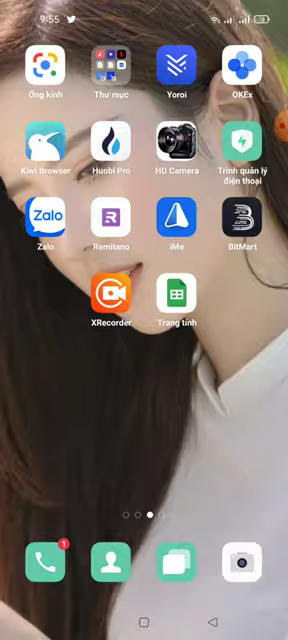 9:55
Ống kính
Thư mục
Yoroi
OKEx
Kiwi Browser
Huobi Pro
HD Camera
Trình quản lý
điện thoại
Zalo
Zalo
Remitano
iMe
BitMart
XRecorder
Trang tính
1